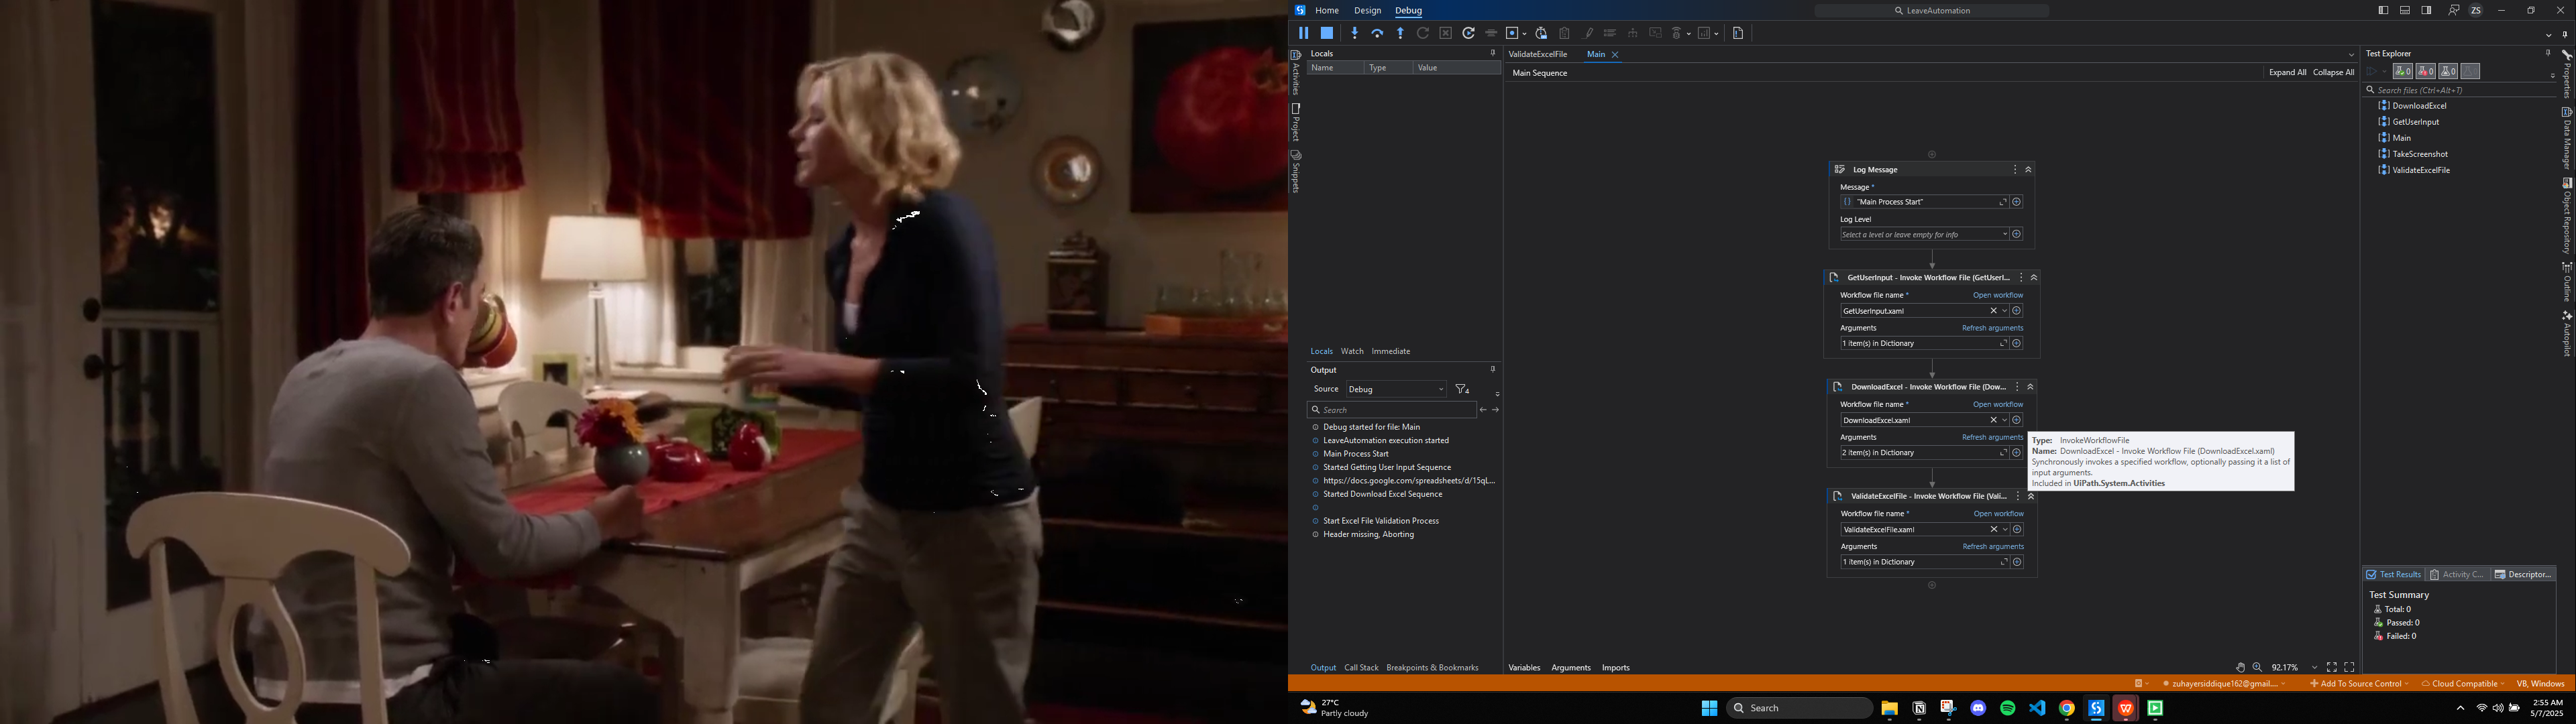 Home Design Debug
LeaveAutomation
ZS
Activities
Project
Snippets
Locals
Name Type Value
Locals Watch Immediate
Output
Source Debug
4
Search
Debug started for file: Main
LeaveAutomation execution started
Main Process Start
Started Getting User Input Sequence
https://docs.google.com/spreadsheets/d/15qL...
Started Download Excel Sequence
Start Excel File Validation Process
Header missing, Aborting
Output Call Stack Breakpoints & Bookmarks
ValidateExcelFile Main
Main Sequence
Expand All Collapse All
Log Message
Message *
"Main Process Start"
Log Level
Select a level or leave empty for info
GetUserInput - Invoke Workflow File (GetUserI...
Workflow file name * Open workflow
GetUserInput.xaml
Arguments Refresh arguments
1 item(s) in Dictionary
DownloadExcel - Invoke Workflow File (Dow...
Workflow file name * Open workflow
DownloadExcel.xaml
Arguments Refresh arguments
2 item(s) in Dictionary
Type: InvokeWorkflowFile
Name: DownloadExcel - Invoke Workflow File (DownloadExcel.xaml)
Synchronously invokes a specified workflow, optionally passing it a list of
input arguments.
Included in UiPath.System.Activities
ValidateExcelFile - Invoke Workflow File (Vali...
Workflow file name * Open workflow
ValidateExcelFile.xaml
Arguments Refresh arguments
1 item(s) in Dictionary
Variables Arguments Imports
92.17%
Test Explorer
0 0 0
Search files (Ctrl+Alt+T)
DownloadExcel
GetUserInput
Main
TakeScreenshot
ValidateExcelFile
Test Results Activity C... Descriptor...
Test Summary
Total: 0
Passed: 0
Failed: 0
Properties
Data Manager
Object Repository
Outline
Autopilot
zuhayersiddique162@gmail.... Add To Source Control Cloud Compatible VB, Windows
27°C
Partly cloudy
Search
2:55 AM
5/7/2025